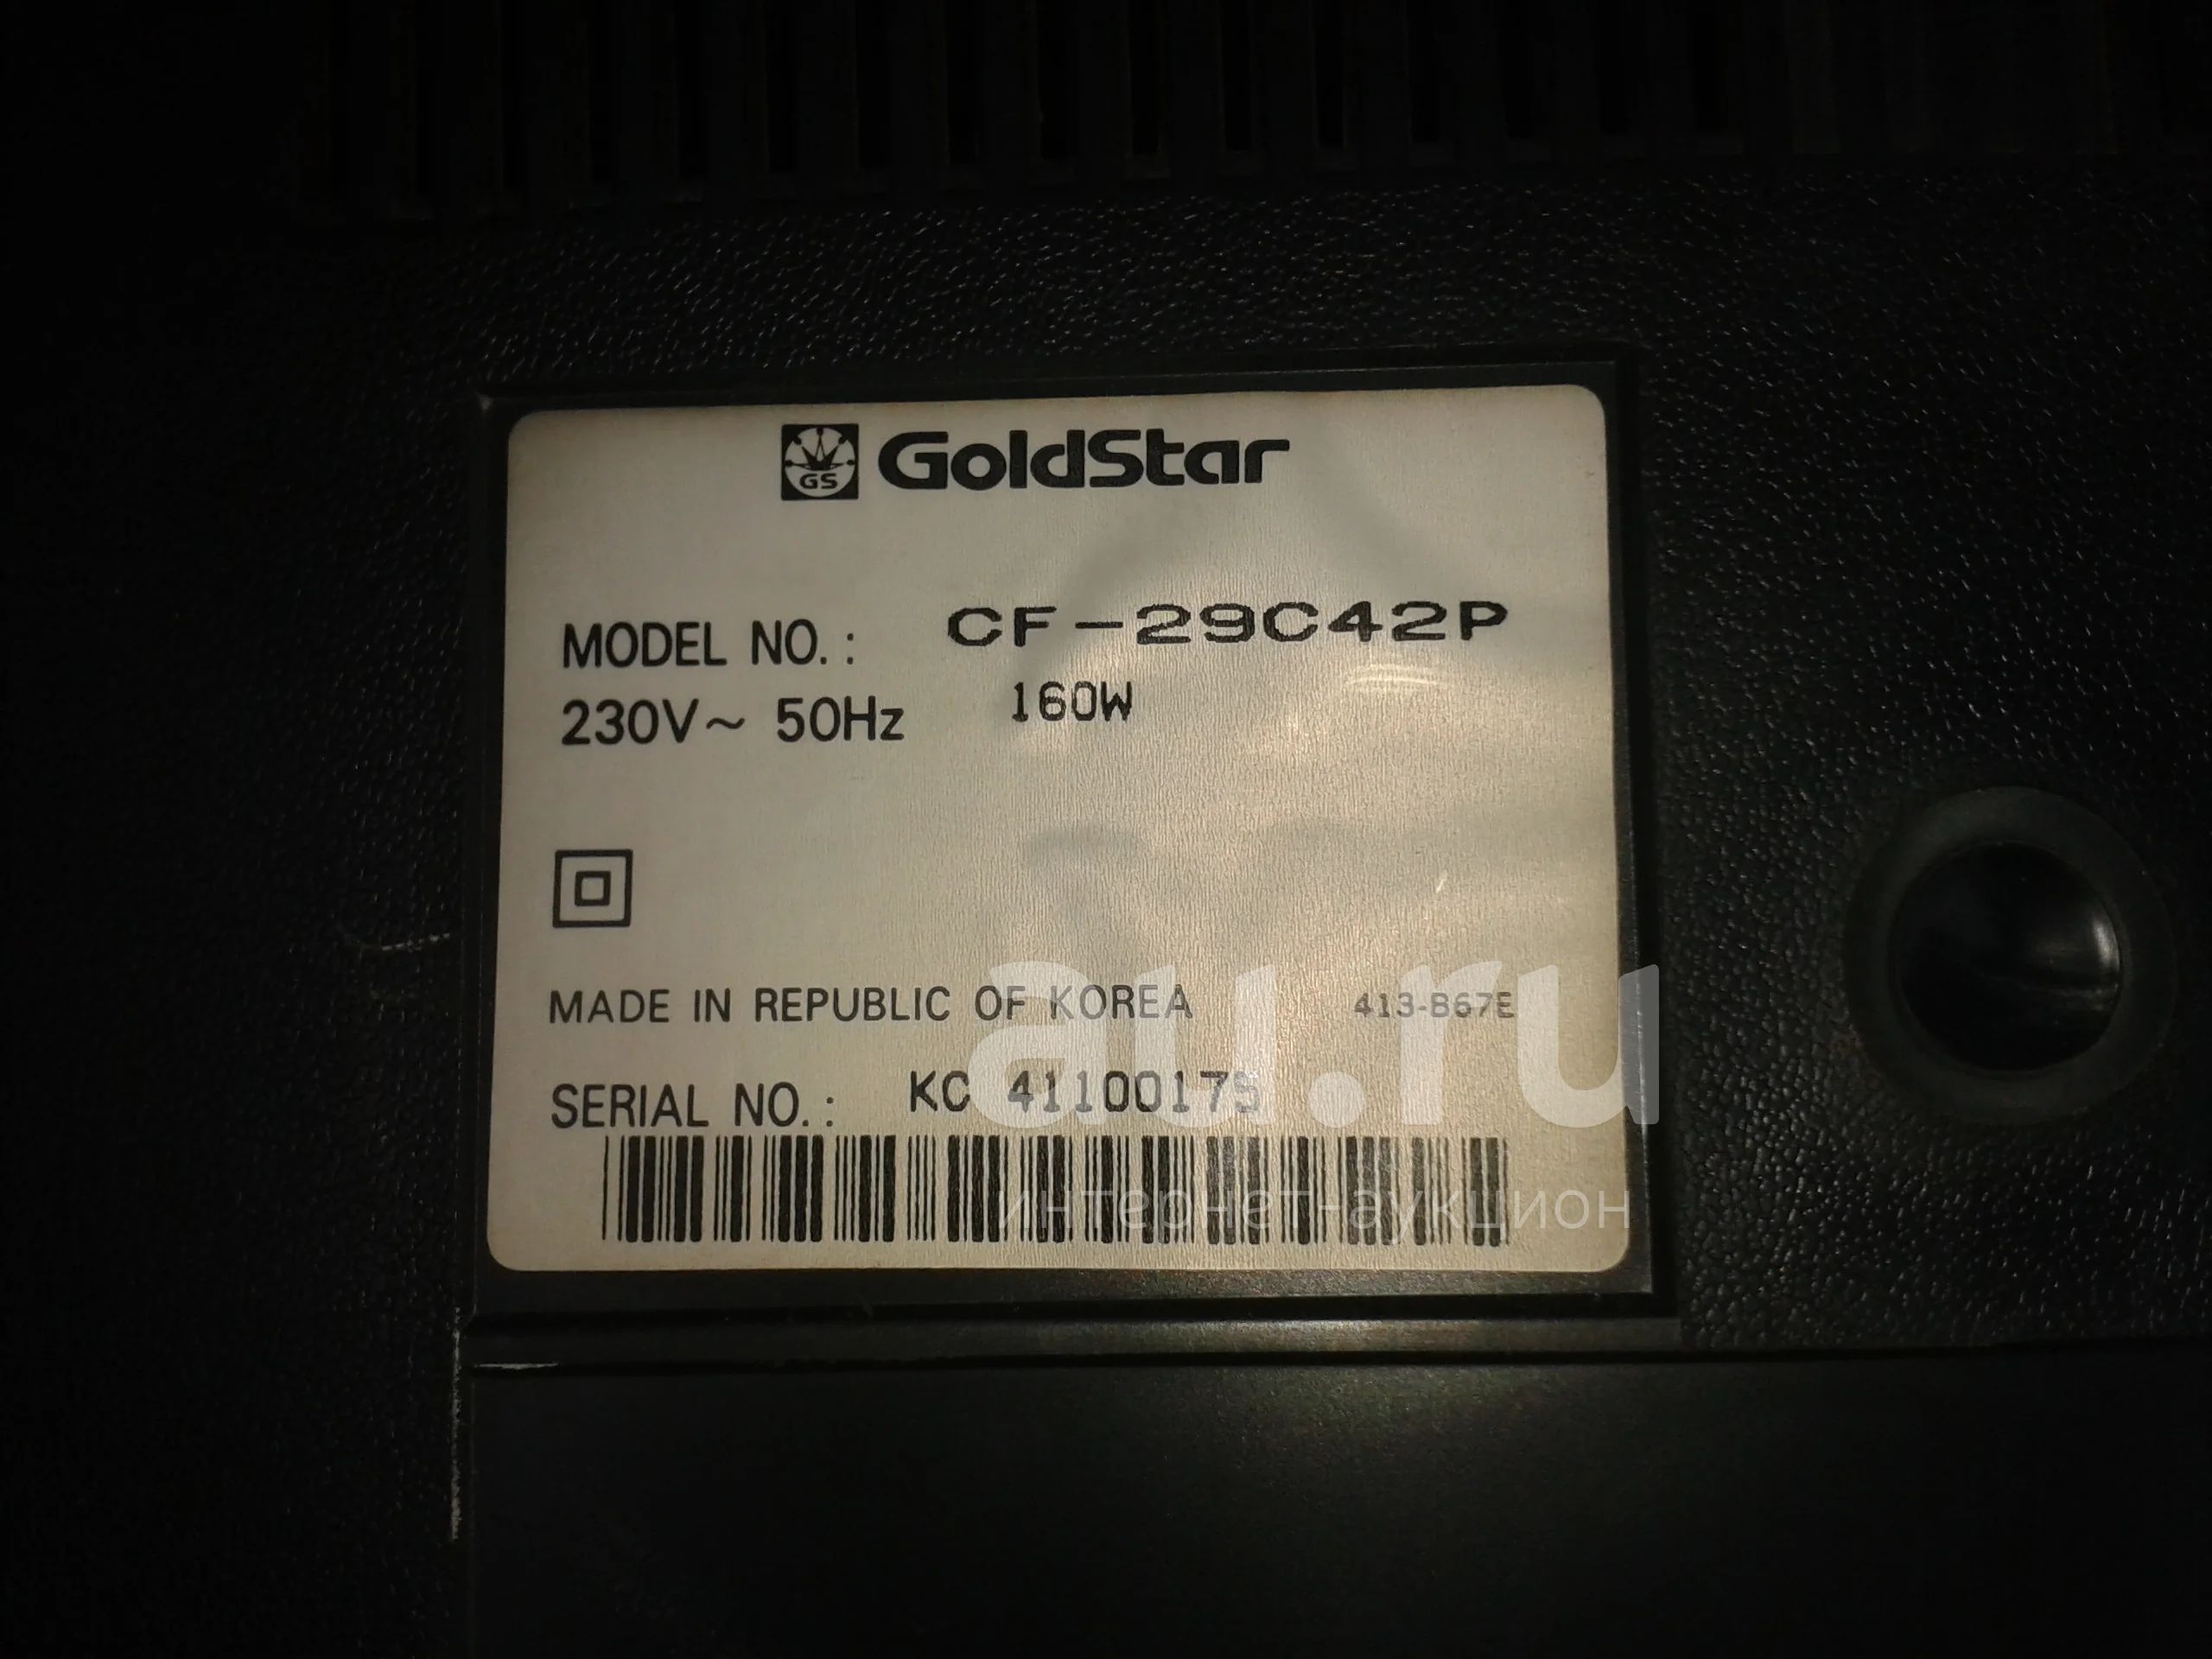 GS GoldStar
MODEL NO.: CF-29C42P
230V~ 50Hz 160W
MADE IN REPUBLIC OF KOREA 413-B67E
SERIAL NO.: KC 41100175
au.ru
интернет-аукцион